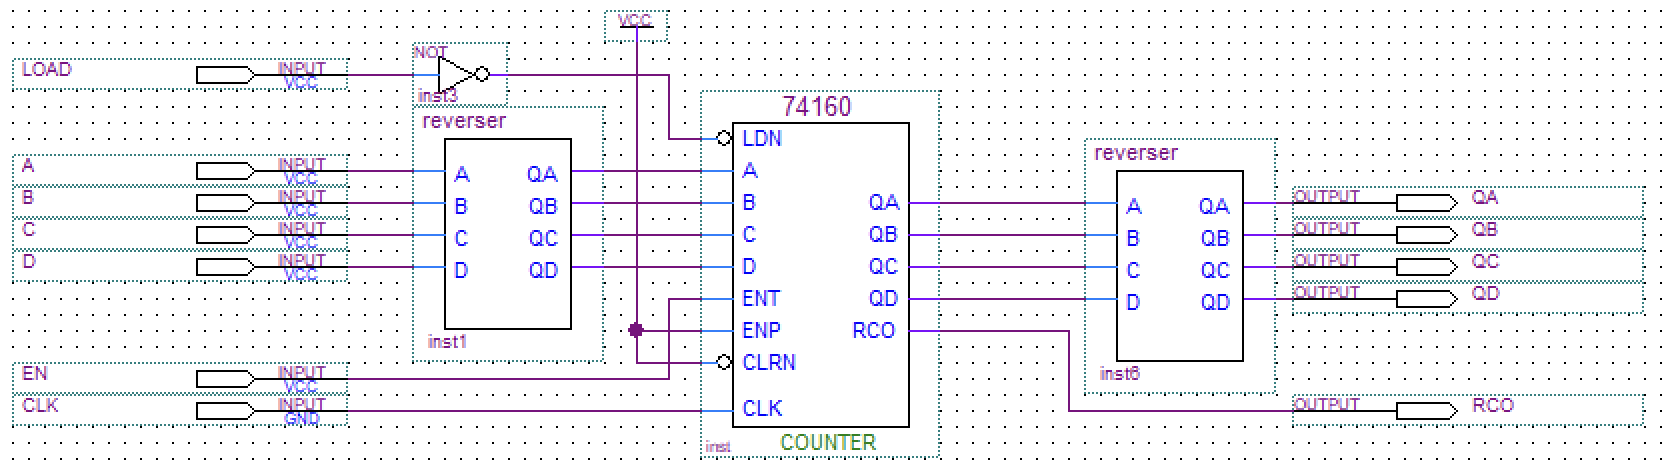 VCC
NOT
LOAD INPUT
VCC
inst3
74160
reverser
LDN
reverser
A INPUT
VCC
A QA
A
B INPUT
VCC
B QB
B QA
A QA
OUTPUT QA
C INPUT
VCC
C QC
C QB
B QB
OUTPUT QB
D INPUT
VCC
D QD
D QC
C QC
OUTPUT QC
ENT QD
D QD
OUTPUT QD
inst1
ENP RCO
CLRN
EN INPUT
VCC
inst6
CLK INPUT
GND
CLK
OUTPUT RCO
inst
COUNTER